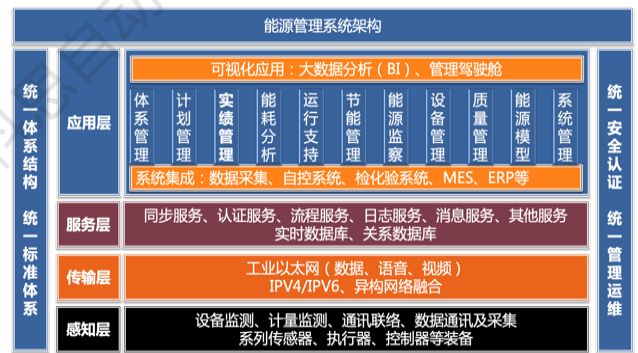 能源管理系统架构
统一体系结构 统一标准体系
应用层
可视化应用：大数据分析（BI）、管理驾驶舱
体系管理
计划管理
实绩管理
能耗分析
运行支持
节能管理
能源监察
设备管理
质量管理
能源模型
系统管理
系统集成：数据采集、自控系统、检化验系统、MES、ERP等
服务层
同步服务、认证服务、流程服务、日志服务、消息服务、其他服务
实时数据库、关系数据库
传输层
工业以太网（数据、语音、视频）
IPV4/IPV6、异构网络融合
感知层
设备监测、计量监测、通讯联络、数据通讯及采集
系列传感器、执行器、控制器等装备
统一安全认证 统一管理运维